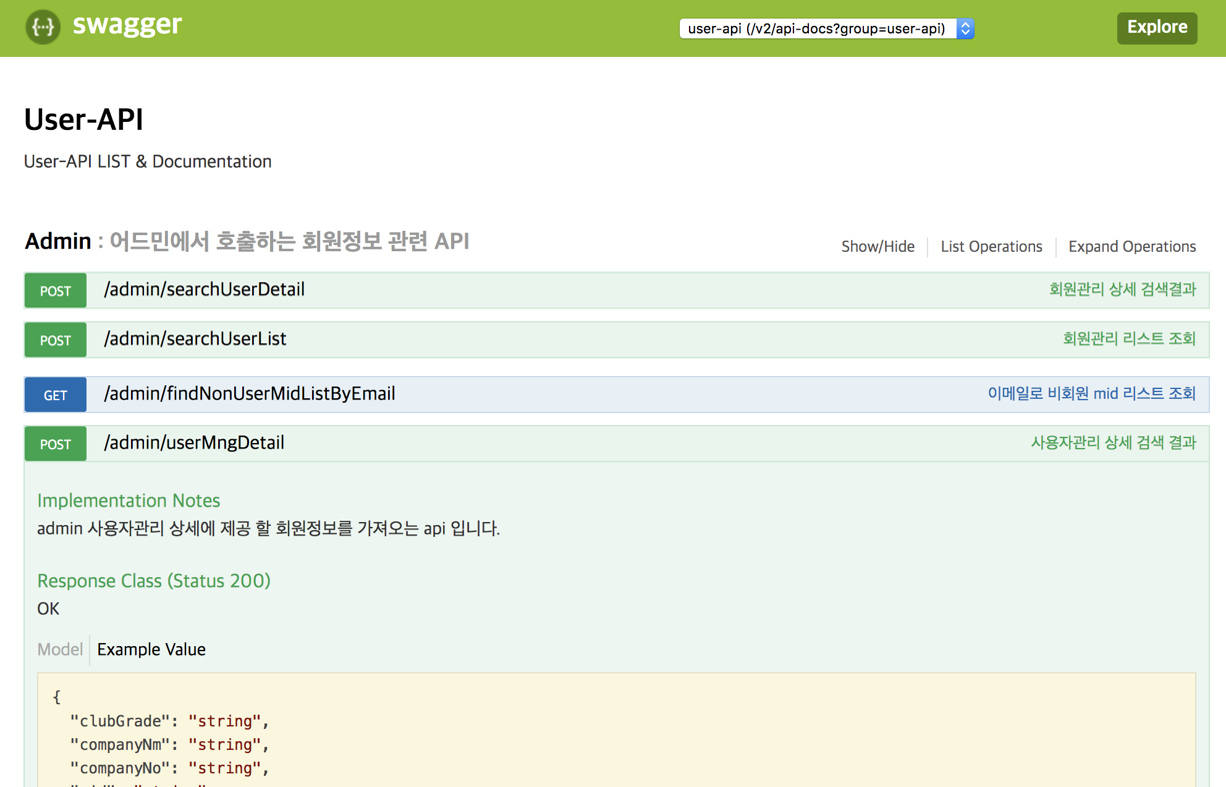 {···} swagger
user-api (/v2/api-docs?group=user-api)
Explore
User-API
User-API LIST & Documentation
Admin : 어드민에서 호출하는 회원정보 관련 API
Show/Hide
List Operations
Expand Operations
POST /admin/searchUserDetail 회원관리 상세 검색결과
POST /admin/searchUserList 회원관리 리스트 조회
GET /admin/findNonUserMidListByEmail 이메일로 비회원 mid 리스트 조회
POST /admin/userMngDetail 사용자관리 상세 검색 결과
Implementation Notes
admin 사용자관리 상세에 제공 할 회원정보를 가져오는 api 입니다.
Response Class (Status 200)
OK
Model Example Value
{
"clubGrade": "string",
"companyNm": "string",
"companyNo": "string",